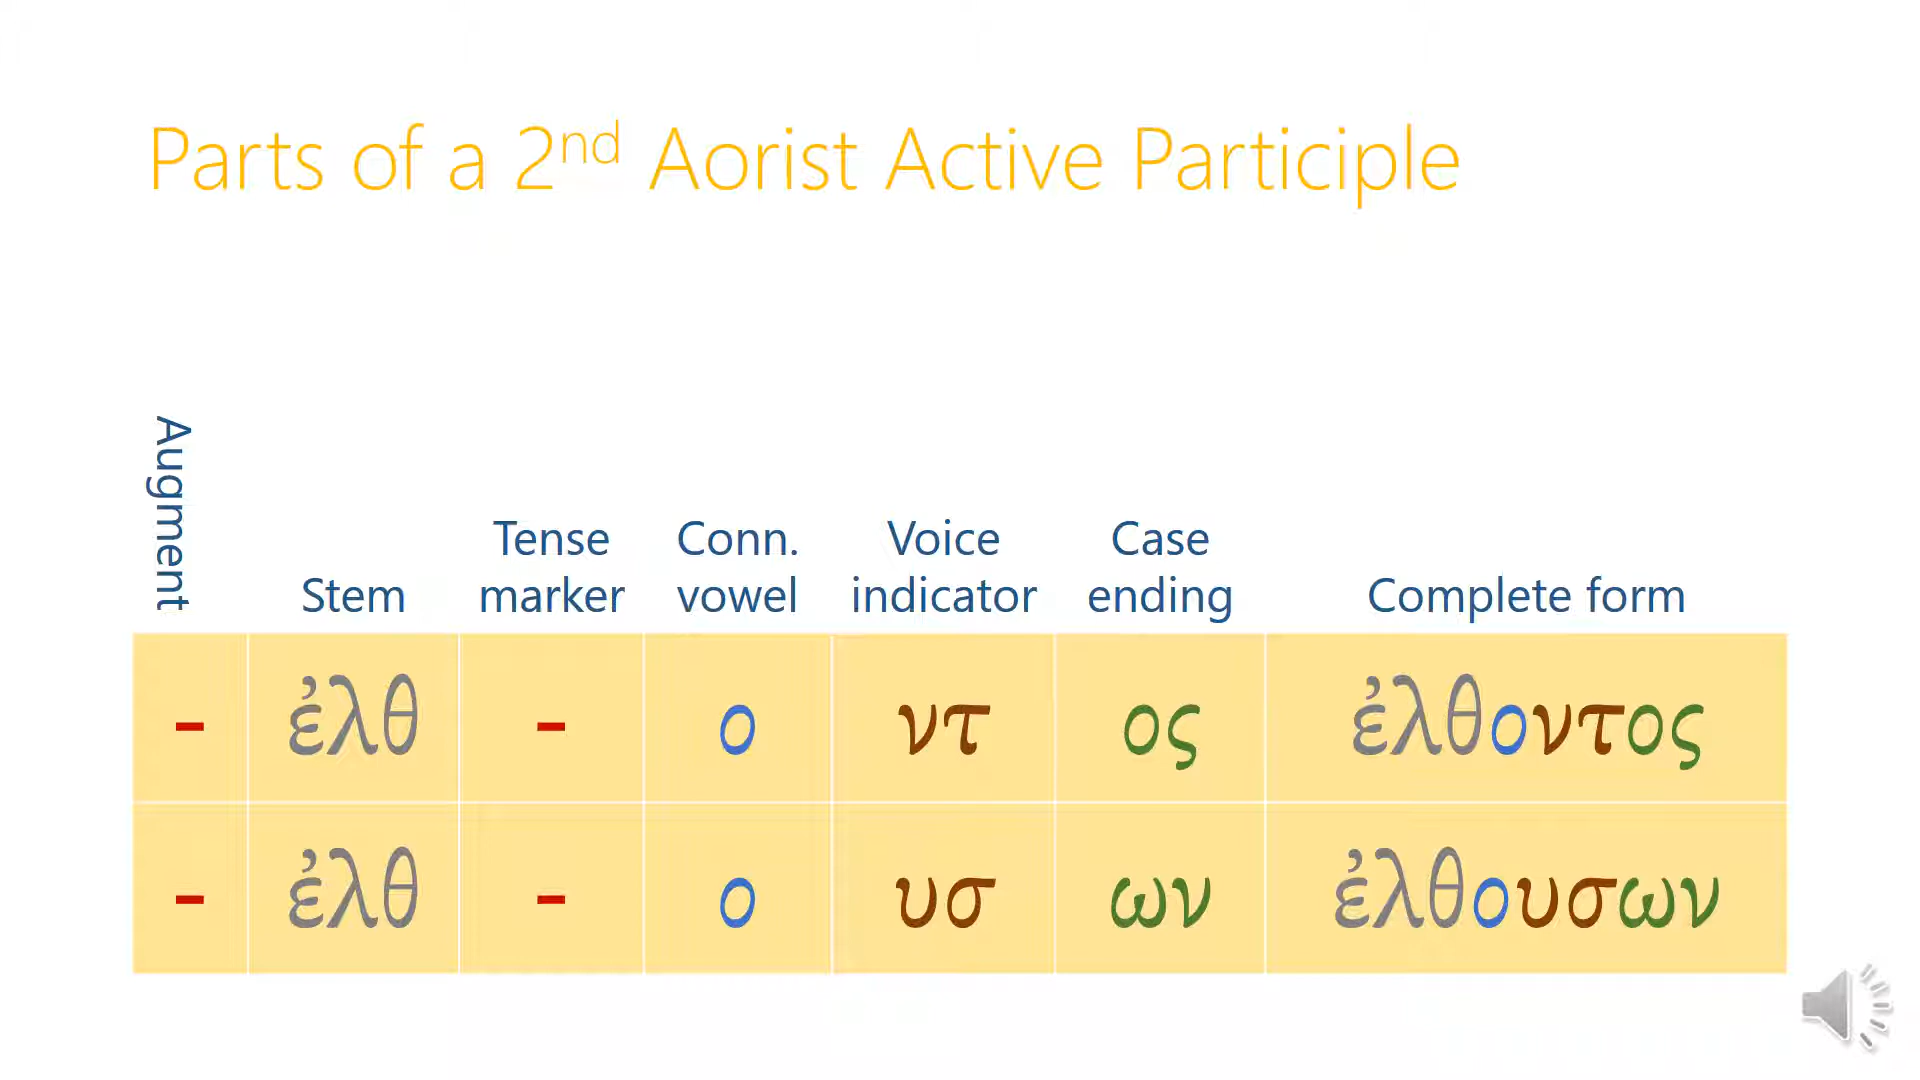 Parts of a 2nd Aorist Active Participle
Augment
Stem
Tense
marker
Conn.
vowel
Voice
indicator
Case
ending
Complete form
- ἐλθ - ο ντ ος ἐλθοντος
- ἐλθ - ο υσ ων ἐλθουσων